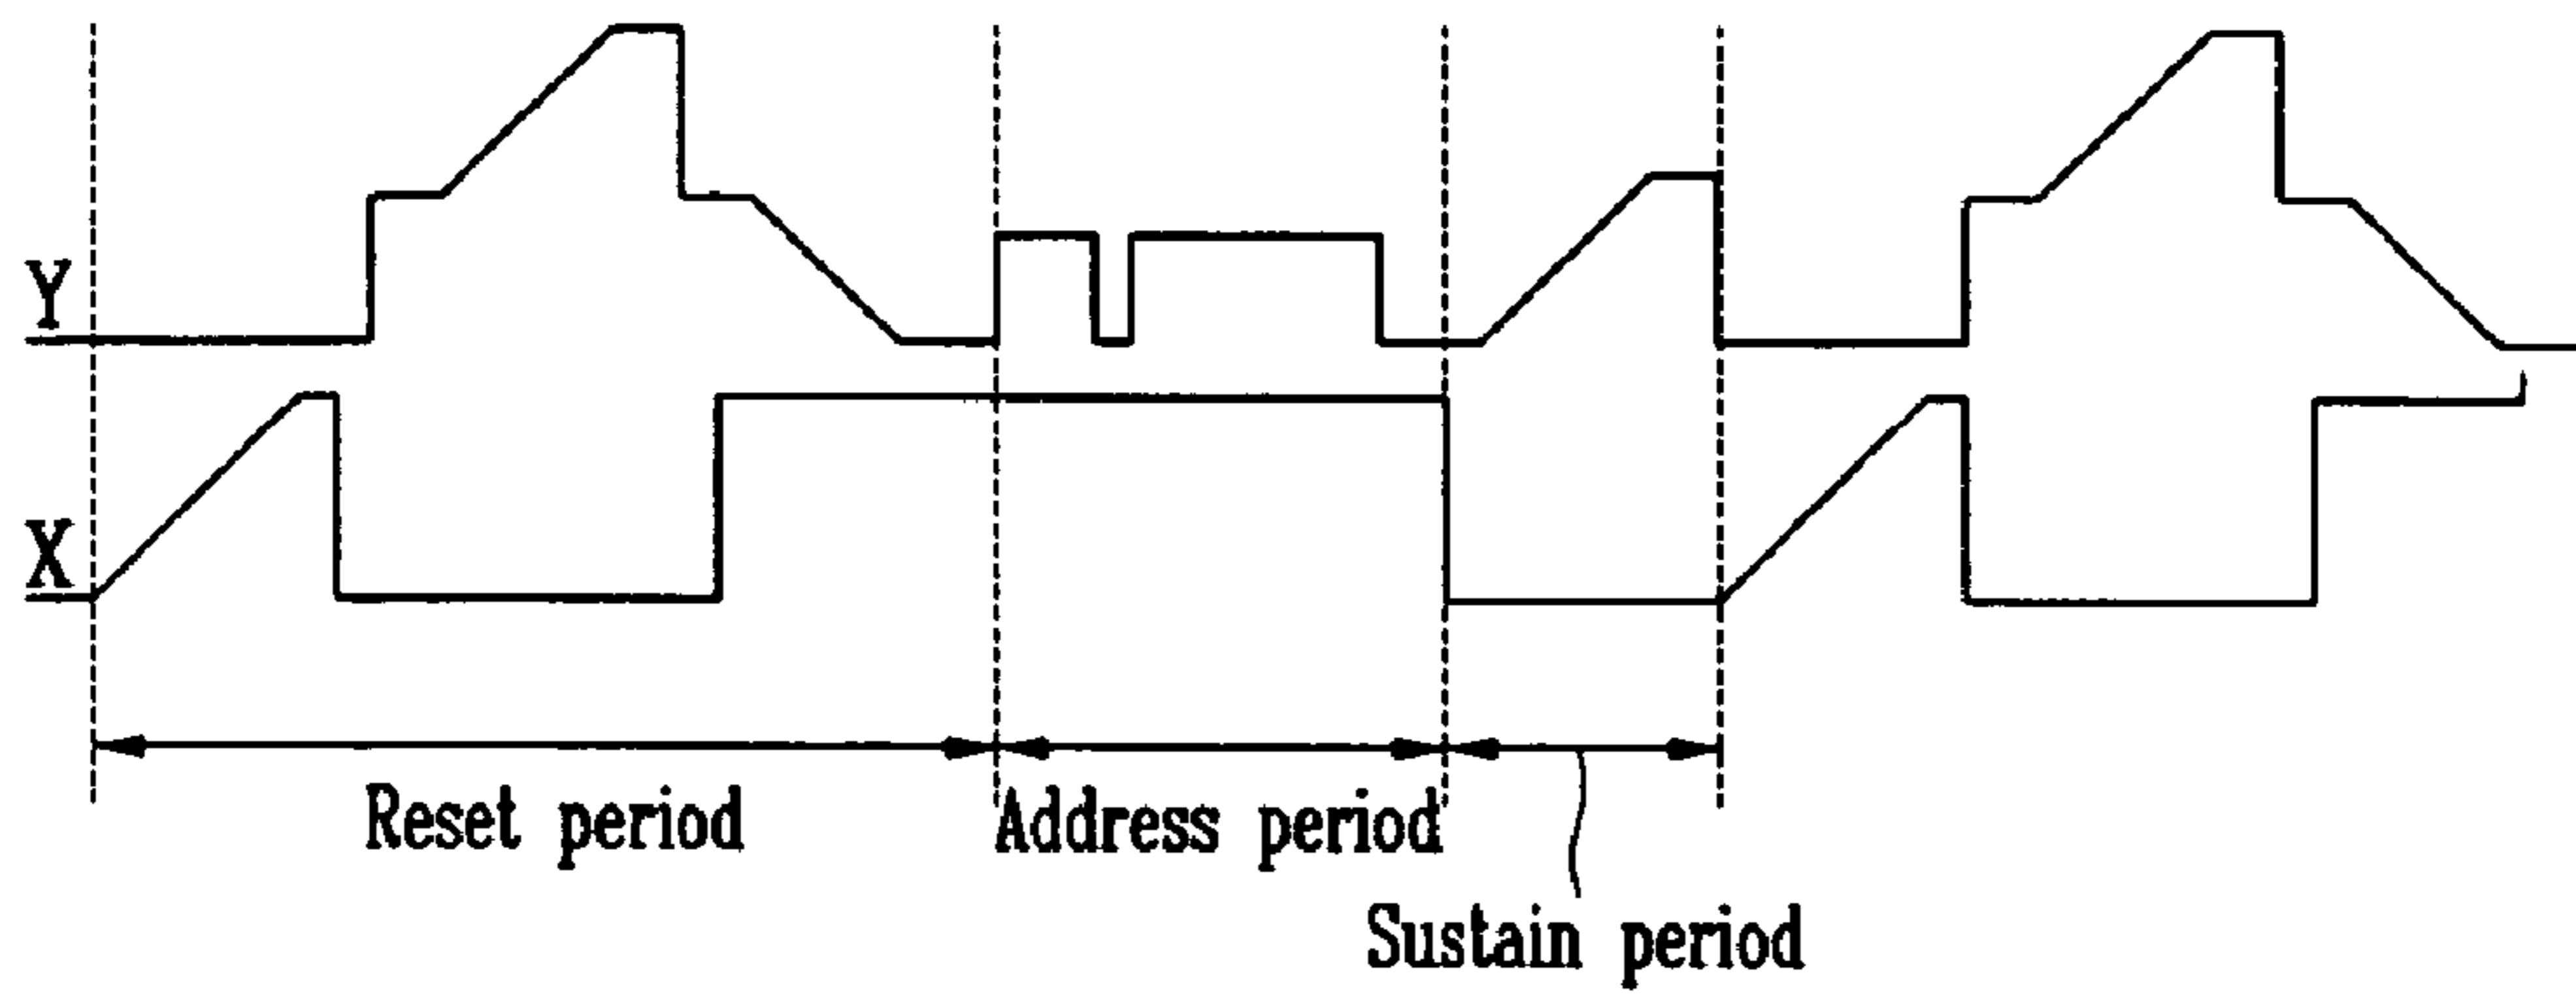 Y
X
Reset period
Address period
Sustain period